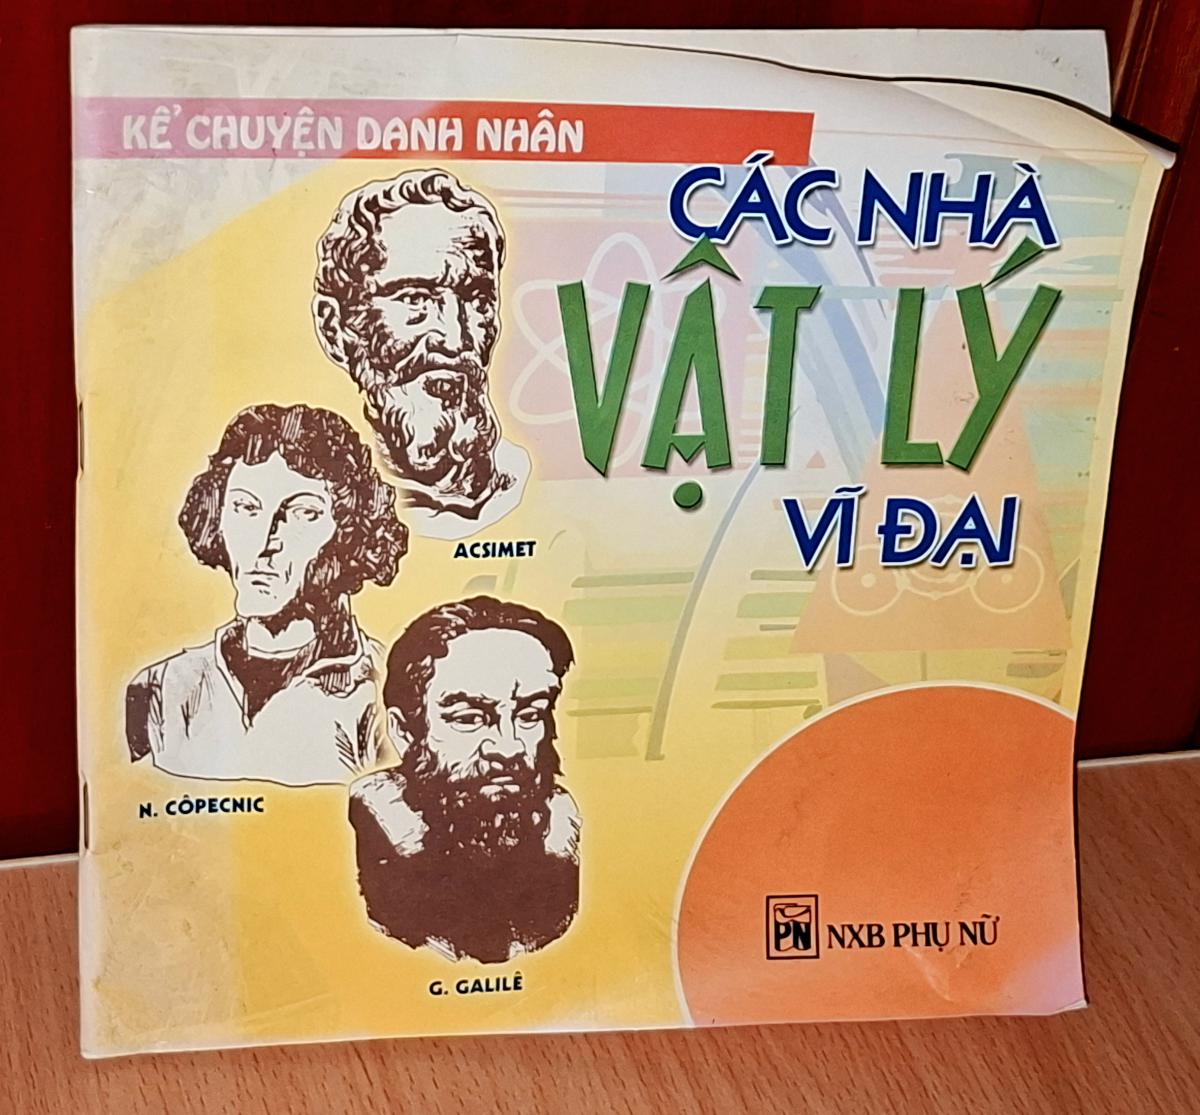 KỂ CHUYỆN DANH NHÂN
CÁC NHÀ
VẬT LÝ
VĨ ĐẠI
ACSIMET
N. CÔPECNIC
G. GALILÊ
PN NXB PHỤ NỮ